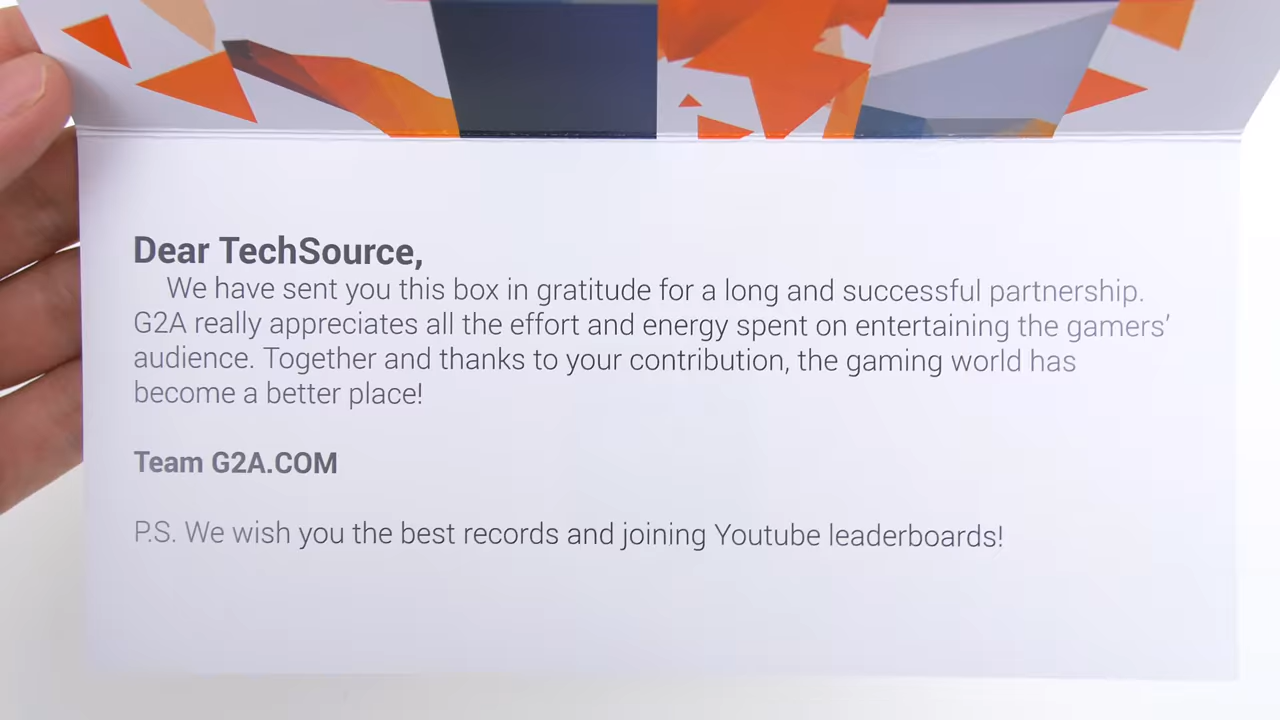 Dear TechSource,
We have sent you this box in gratitude for a long and successful partnership.
G2A really appreciates all the effort and energy spent on entertaining the gamers’
audience. Together and thanks to your contribution, the gaming world has
become a better place!
Team G2A.COM
P.S. We wish you the best records and joining Youtube leaderboards!